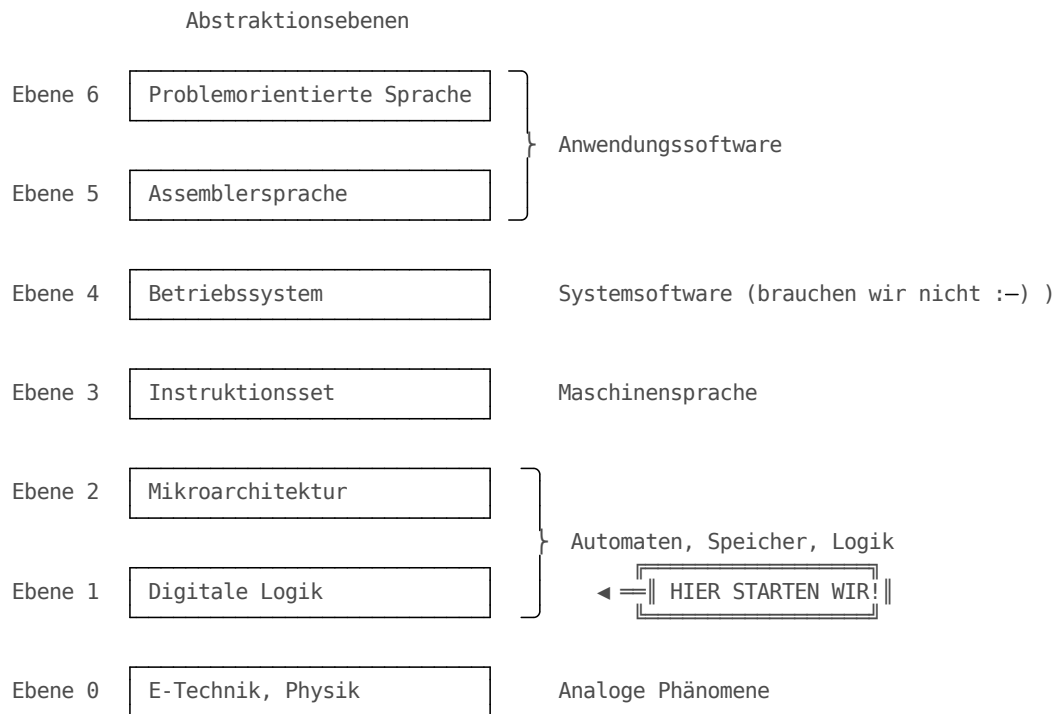 Abstraktionsebenen
Ebene 6 Problemorientierte Sprache
Anwendungssoftware
Ebene 5 Assemblersprache
Ebene 4 Betriebssystem Systemsoftware (brauchen wir nicht :–) )
Ebene 3 Instruktionsset Maschinensprache
Ebene 2 Mikroarchitektur
Automaten, Speicher, Logik
Ebene 1 Digitale Logik HIER STARTEN WIR!
Ebene 0 E-Technik, Physik Analoge Phänomene